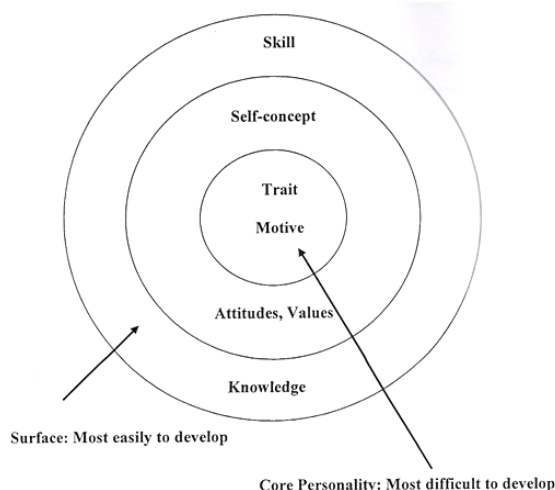 Skill
Self-concept
Trait
Motive
Attitudes, Values
Knowledge
Surface: Most easily to develop
Core Personality: Most difficult to develop